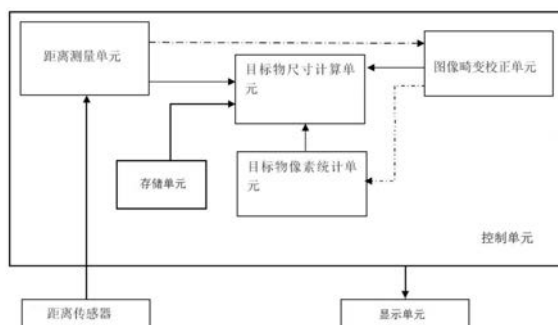 距离测量单元
目标物尺寸计算单
元
图像畸变校正单元
存储单元
目标物像素统计单
元
控制单元
距离传感器
显示单元